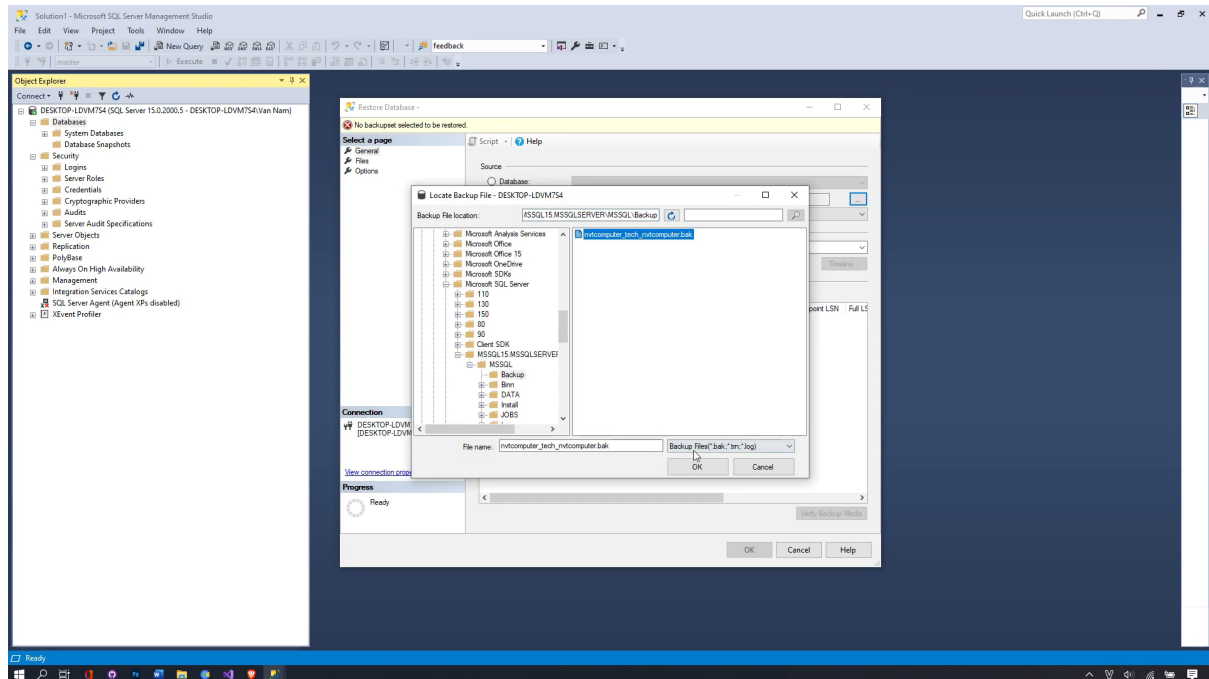 Solution1 - Microsoft SQL Server Management Studio
Quick Launch (Ctrl+Q)
File Edit View Project Tools Window Help
New Query
feedback
master
Execute
Object Explorer
Connect
DESKTOP-LDVM7S4 (SQL Server 15.0.2000.5 - DESKTOP-LDVM7S4\Van Nam)
Databases
System Databases
Database Snapshots
Security
Logins
Server Roles
Credentials
Cryptographic Providers
Audits
Server Audit Specifications
Server Objects
Replication
PolyBase
Always On High Availability
Management
Integration Services Catalogs
SQL Server Agent (Agent XPs disabled)
XEvent Profiler
Restore Database -
No backupset selected to be restored.
Select a page
General
Files
Options
Script
Help
Source
Database:
Timeline...
point LSN Full LS
Connection
DESKTOP-LDVM
[DESKTOP-LDVM
View connection prope
Progress
Ready
Verify Backup Media
OK Cancel Help
Locate Backup File - DESKTOP-LDVM7S4
Backup File location:
MSSQL15.MSSQLSERVER\MSSQL\Backup
Microsoft Analysis Services
Microsoft Office
Microsoft Office 15
Microsoft OneDrive
Microsoft SDKs
Microsoft SQL Server
110
130
150
80
90
Client SDK
MSSQL15.MSSQLSERVER
MSSQL
Backup
Binn
DATA
Install
JOBS
nvtcomputer_tech_nvtcomputer.bak
File name: nvtcomputer_tech_nvtcomputer.bak
Backup Files(*.bak;*.trn;*.log)
OK Cancel
Ready